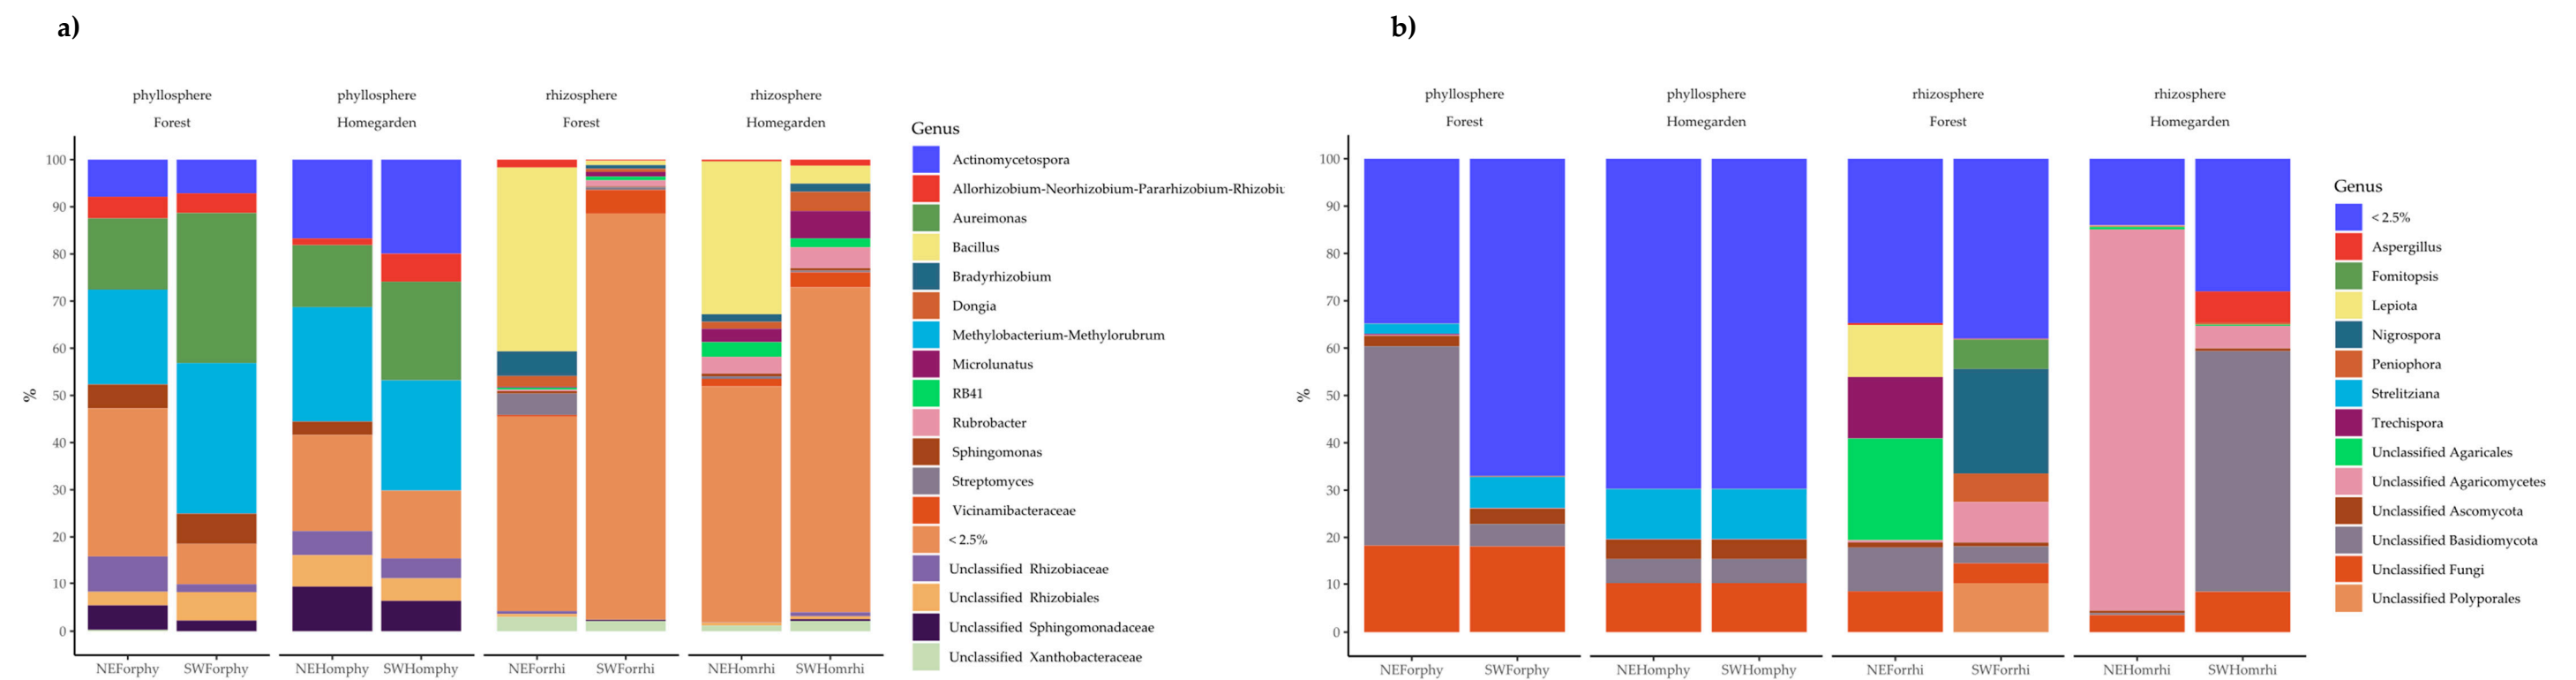 a)
phyllosphere phyllosphere rhizosphere rhizosphere
Forest Homegarden Forest Homegarden
100
90
80
70
60
50
40
30
20
10
0
%
NEForphy SWForphy NEHomphy SWHomphy NEForrhi SWForrhi NEHomrhi SWHomrhi
Genus
Actinomycetospora
Allorhizobium-Neorhizobium-Pararhizobium-Rhizobiu
Aureimonas
Bacillus
Bradyrhizobium
Dongia
Methylobacterium-Methylorubrum
Microlunatus
RB41
Rubrobacter
Sphingomonas
Streptomyces
Vicinamibacteraceae
< 2.5%
Unclassified Rhizobiaceae
Unclassified Rhizobiales
Unclassified Sphingomonadaceae
Unclassified Xanthobacteraceae
b)
phyllosphere phyllosphere rhizosphere rhizosphere
Forest Homegarden Forest Homegarden
100
90
80
70
60
50
40
30
20
10
0
%
NEForphy SWForphy NEHomphy SWHomphy NEForrhi SWForrhi NEHomrhi SWHomrhi
Genus
< 2.5%
Aspergillus
Fomitopsis
Lepiota
Nigrospora
Peniophora
Strelitziana
Trechispora
Unclassified Agaricales
Unclassified Agaricomycetes
Unclassified Ascomycota
Unclassified Basidiomycota
Unclassified Fungi
Unclassified Polyporales